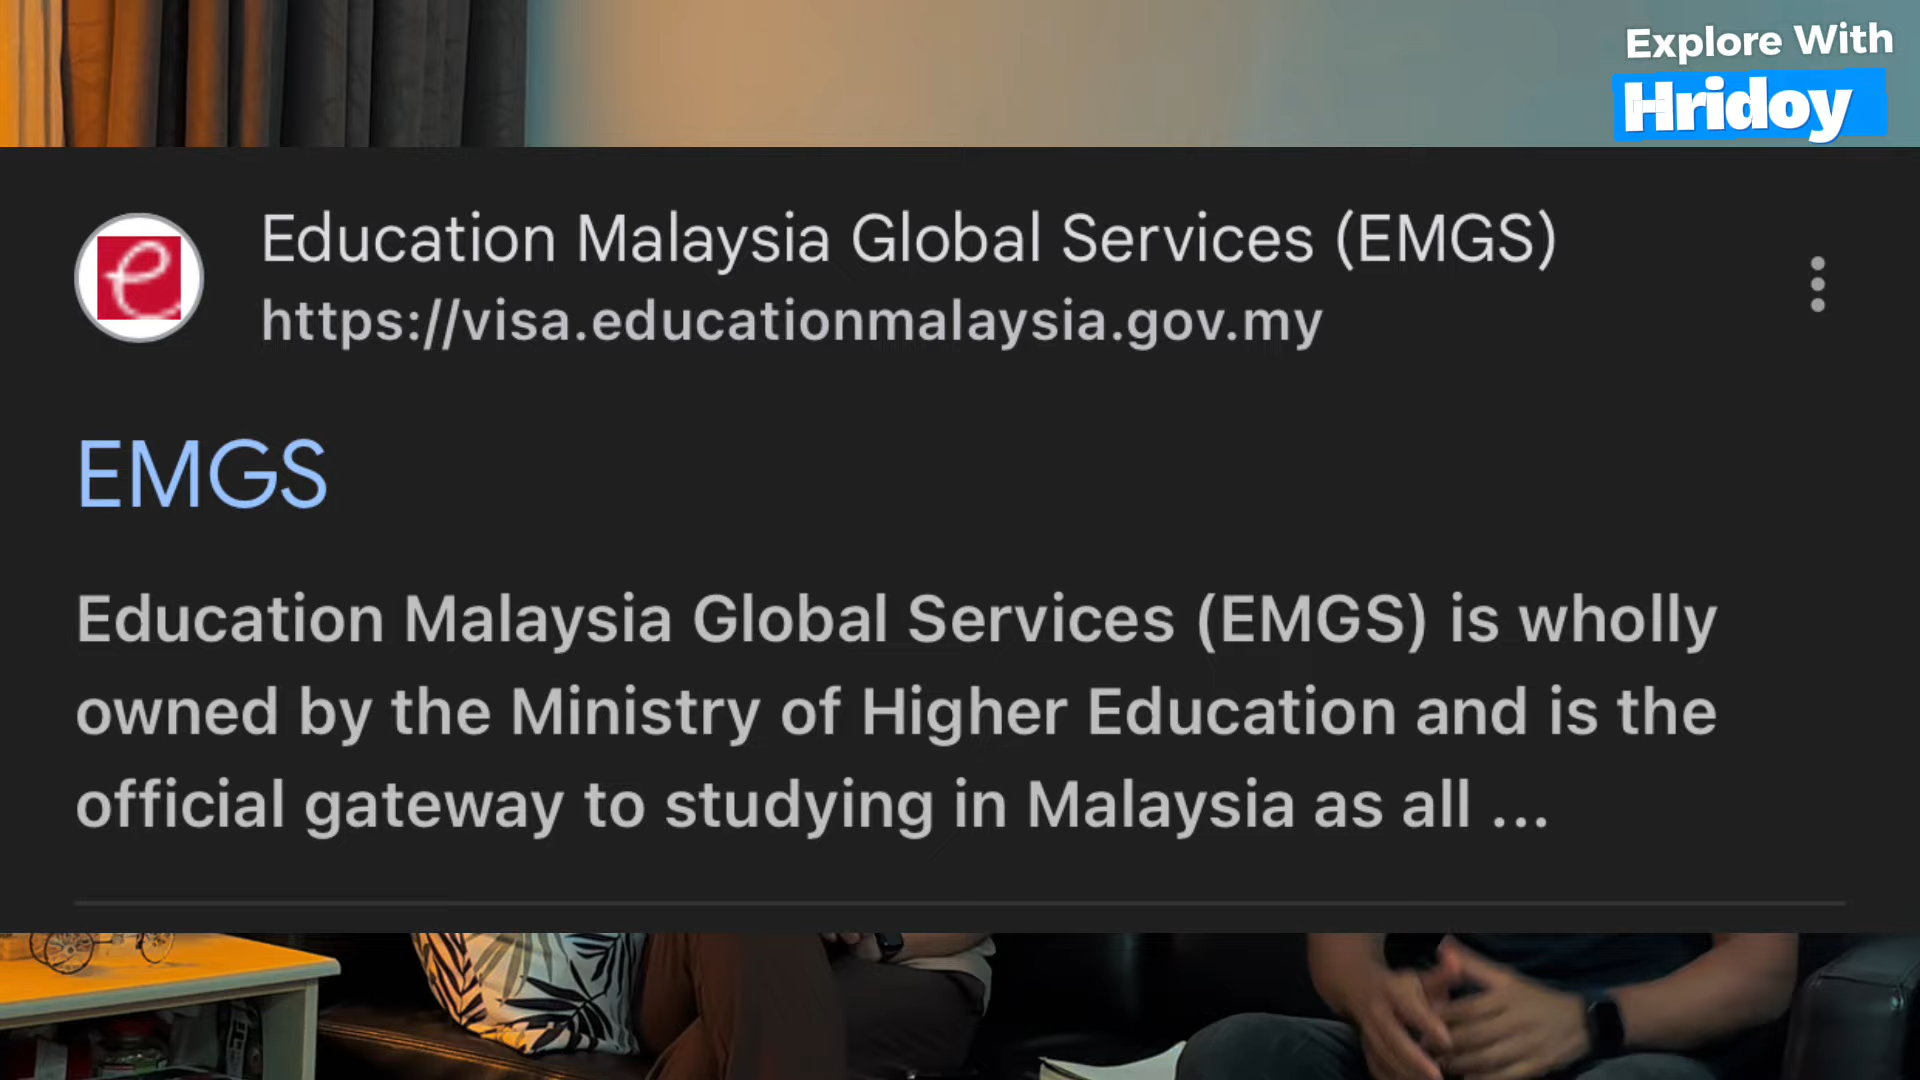 Explore With
Hridoy
Education Malaysia Global Services (EMGS)
https://visa.educationmalaysia.gov.my
EMGS
Education Malaysia Global Services (EMGS) is wholly
owned by the Ministry of Higher Education and is the
official gateway to studying in Malaysia as all ...